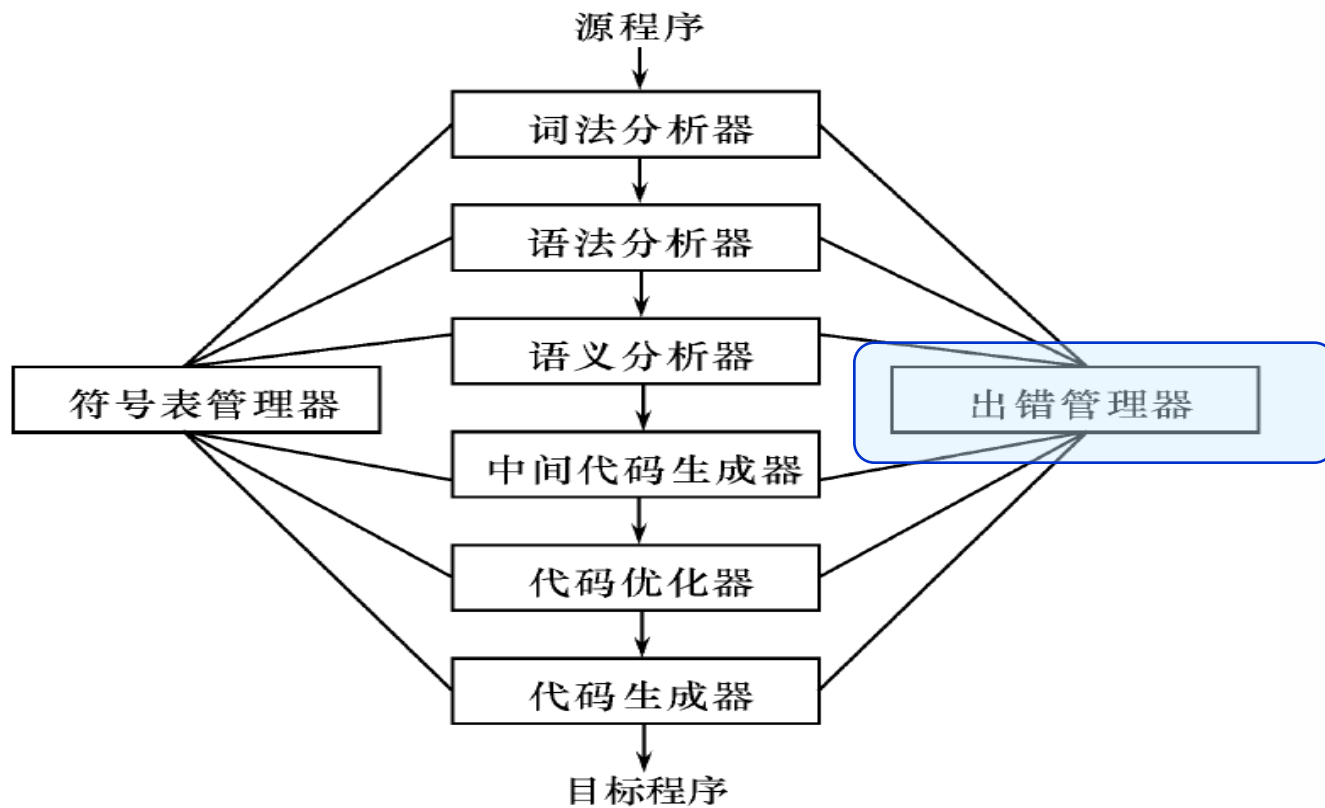 源程序
词法分析器
语法分析器
语义分析器
符号表管理器
出错管理器
中间代码生成器
代码优化器
代码生成器
目标程序